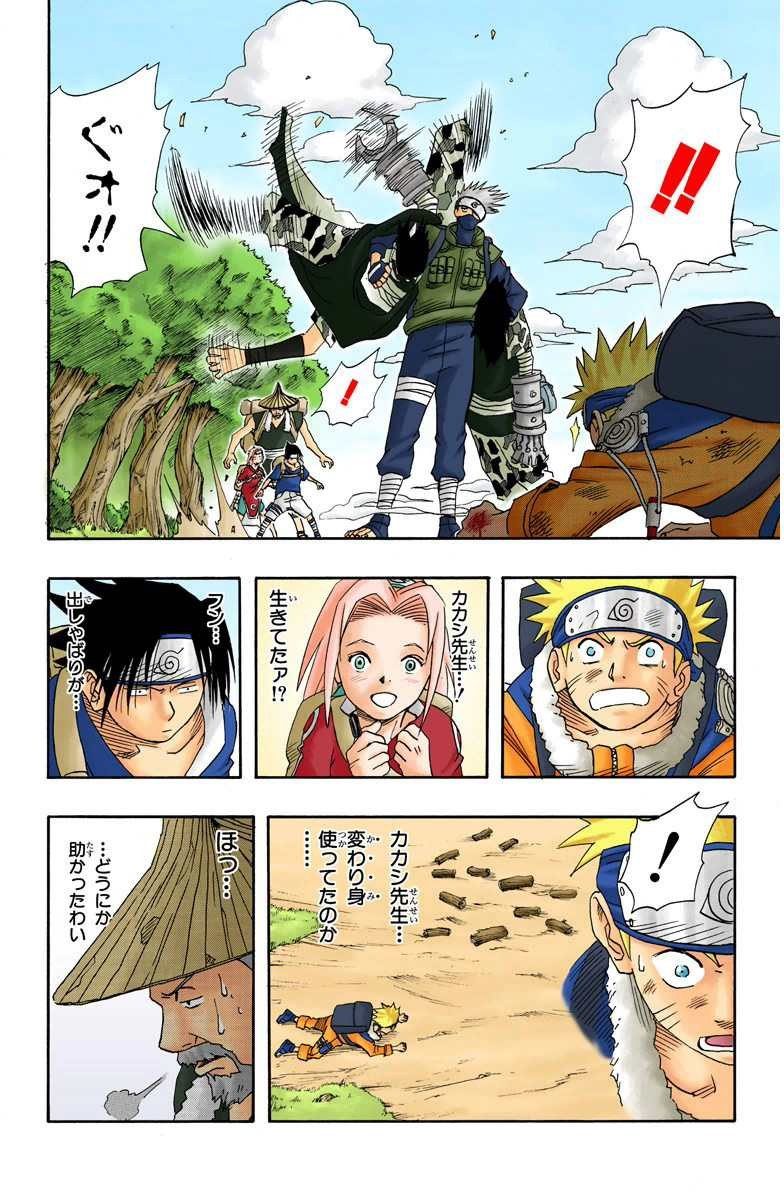 !!
!
ぐオ!!
カカシ先生…!
生きてたァ!?
フン…
出しゃばりが…
!
カカシ先生…
変わり身
使ってたのか
……
ほっ…
…どうにか
助かったわい